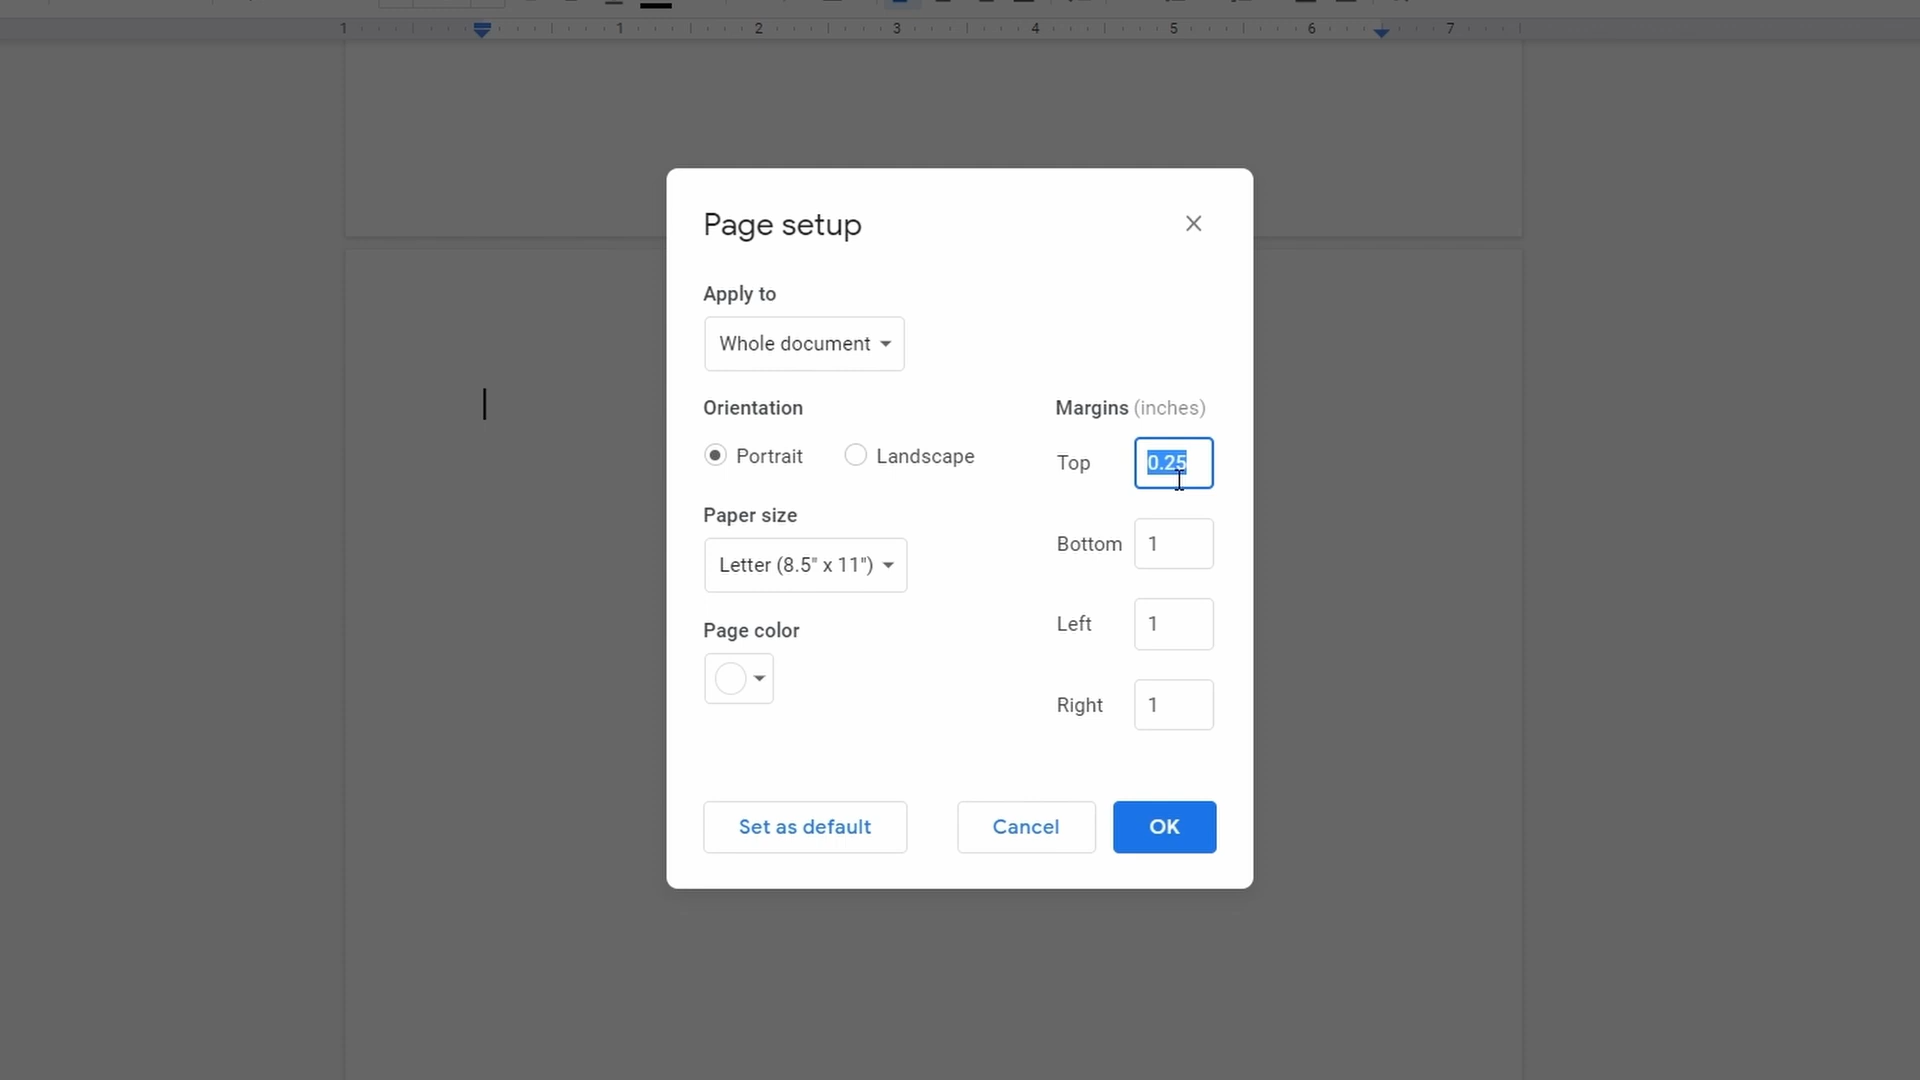 1 1 2 3 4 5 6 7
Page setup
Apply to
Whole document
Orientation
Portrait Landscape
Paper size
Letter (8.5" x 11")
Page color
Margins (inches)
Top 0.25
Bottom 1
Left 1
Right 1
Set as default Cancel OK